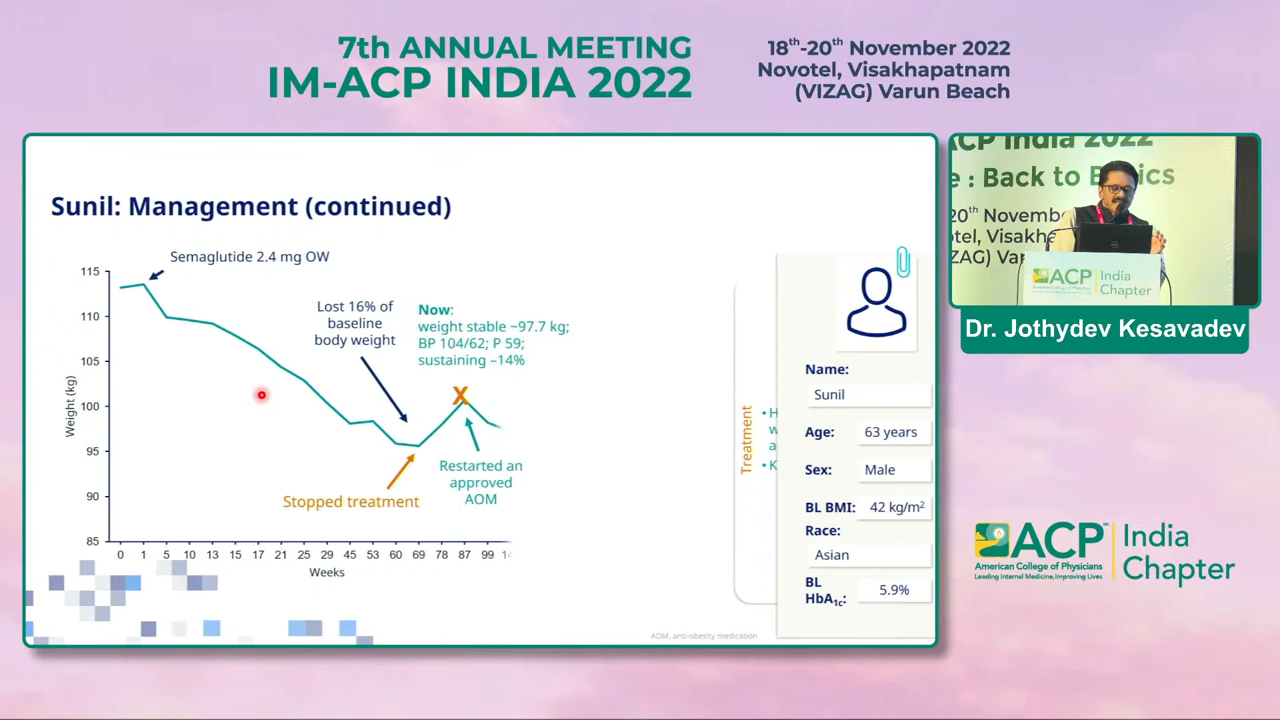 7th ANNUAL MEETING
IM-ACP INDIA 2022
18th-20th November 2022
Novotel, Visakhapatnam
(VIZAG) Varun Beach
Sunil: Management (continued)
Semaglutide 2.4 mg OW
Lost 16% of
baseline
body weight
Now:
weight stable ~97.7 kg;
BP 104/62; P 59;
sustaining –14%
X
Stopped treatment
Restarted an
approved
AOM
Weight (kg)
115
110
105
100
95
90
85
0 1 5 10 13 15 17 21 25 29 45 53 60 69 78 87 99
Weeks
Treatment
• H
w
a
• K
Name:
Sunil
Age: 63 years
Sex: Male
BL BMI: 42 kg/m²
Race:
Asian
BL
HbA1c: 5.9%
AOM, anti-obesity medication
ACP India 2022
: Back to Basics
20th Novemb
otel, Visakha
ZAG) Var
ACP India
Chapter
Dr. Jothydev Kesavadev
ACP™
American College of Physicians
Leading Internal Medicine, Improving Lives
India
Chapter